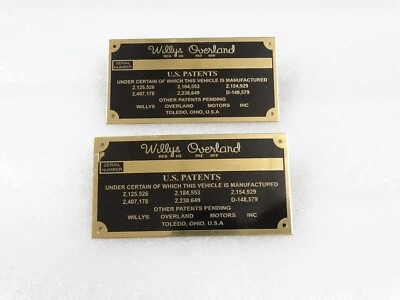 Willys Overland
REG US PAT OFF
SERIAL
NUMBER
U.S. PATENTS
UNDER CERTAIN OF WHICH THIS VEHICLE IS MANUFACTURED
2,125,526 2,184,553 2,154,929
2,407,178 2,238,649 D-148,579
OTHER PATENTS PENDING
WILLYS OVERLAND MOTORS INC
TOLEDO, OHIO, U.S.A
Willys Overland
REG US PAT OFF
SERIAL
NUMBER
U.S. PATENTS
UNDER CERTAIN OF WHICH THIS VEHICLE IS MANUFACTURED
2,125,526 2,184,553 2,154,929
2,407,178 2,238,649 D-148,579
OTHER PATENTS PENDING
WILLYS OVERLAND MOTORS INC
TOLEDO, OHIO, U.S.A